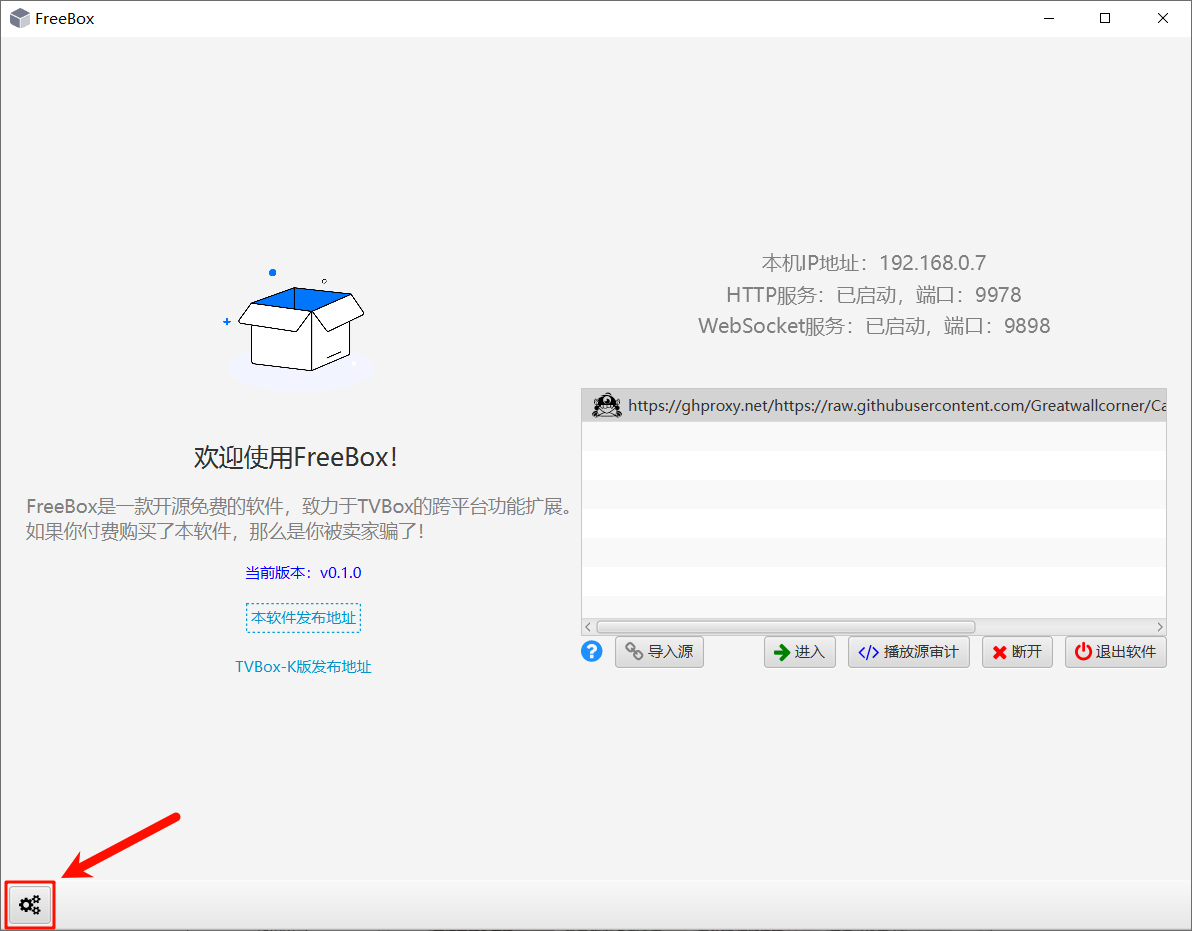 FreeBox
本机IP地址：192.168.0.7
HTTP服务：已启动，端口：9978
WebSocket服务：已启动，端口：9898
https://ghproxy.net/https://raw.githubusercontent.com/Greatwallcorner/Ca
欢迎使用FreeBox！
FreeBox是一款开源免费的软件，致力于TVBox的跨平台功能扩展。
如果你付费购买了本软件，那么是你被卖家骗了！
当前版本：v0.1.0
本软件发布地址
TVBox-K版发布地址
? 导入源 进入 </> 播放源审计 断开 退出软件